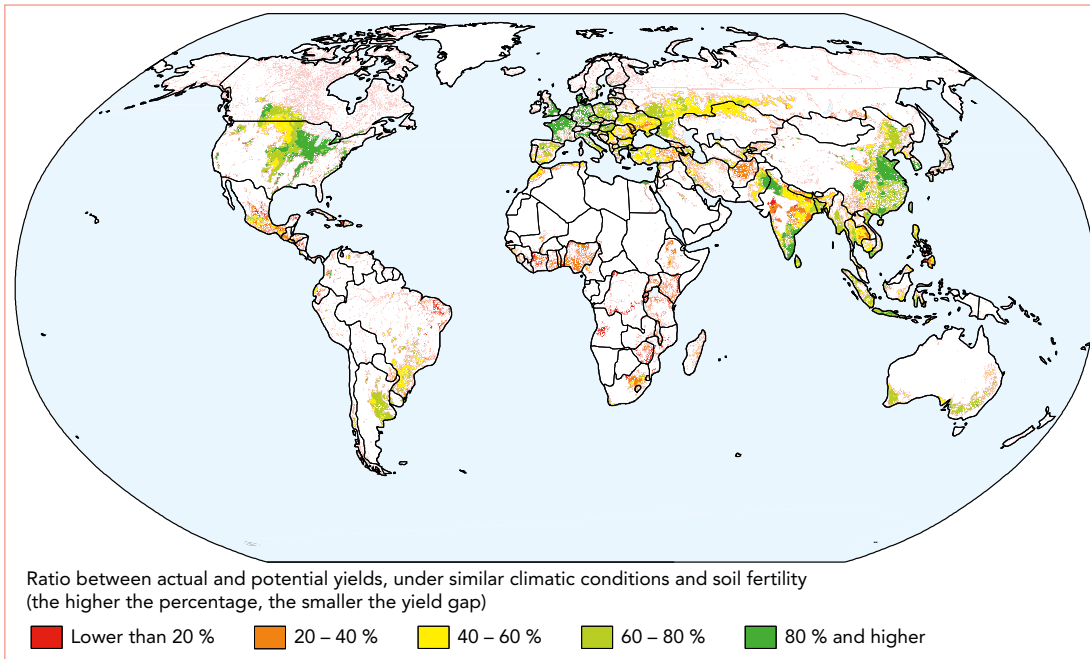 Ratio between actual and potential yields, under similar climatic conditions and soil fertility
(the higher the percentage, the smaller the yield gap)
Lower than 20 % 20 – 40 % 40 – 60 % 60 – 80 % 80 % and higher